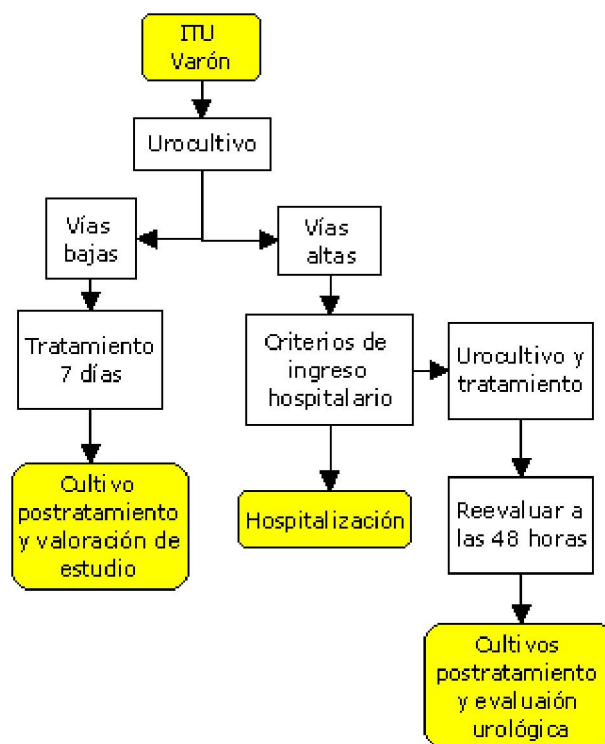 ITU
Varón
Urocultivo
Vías
bajas
Vías
altas
Tratamiento
7 días
Criterios de
ingreso
hospitalario
Urocultivo y
tratamiento
Cultivo
postratamiento
y valoración de
estudio
Hospitalización
Reevaluar a
las 48 horas
Cultivos
postratamiento
y evaluaión
urológica